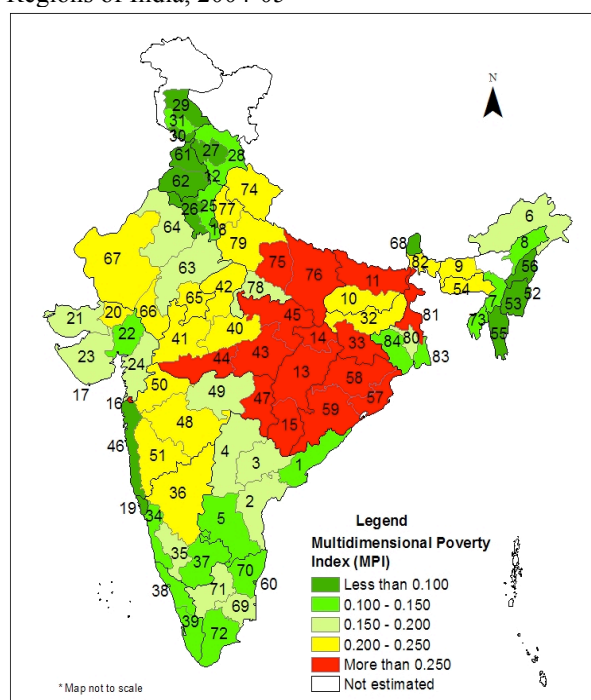 Regions of India, 2004-05
N
29
31
30
61 27 28
62 12
26 25 77 74
18
64 79
67 63
75 76
68
82 9 54
6
8
56
7 53 52
73 55
11
42 78
65
20 66
21 22
41 40
10
32
45
81
14 33 84 80 83
23 24
44 43
13 58
17
50 49 47
57
16
59
15
48
46
4
51 3 1
36
2
19 34
5
35
37
70
38 60
71
69
39 72
Legend
Multidimensional Poverty
Index (MPI)
Less than 0.100
0.100 - 0.150
0.150 - 0.200
0.200 - 0.250
More than 0.250
Not estimated
* Map not to scale